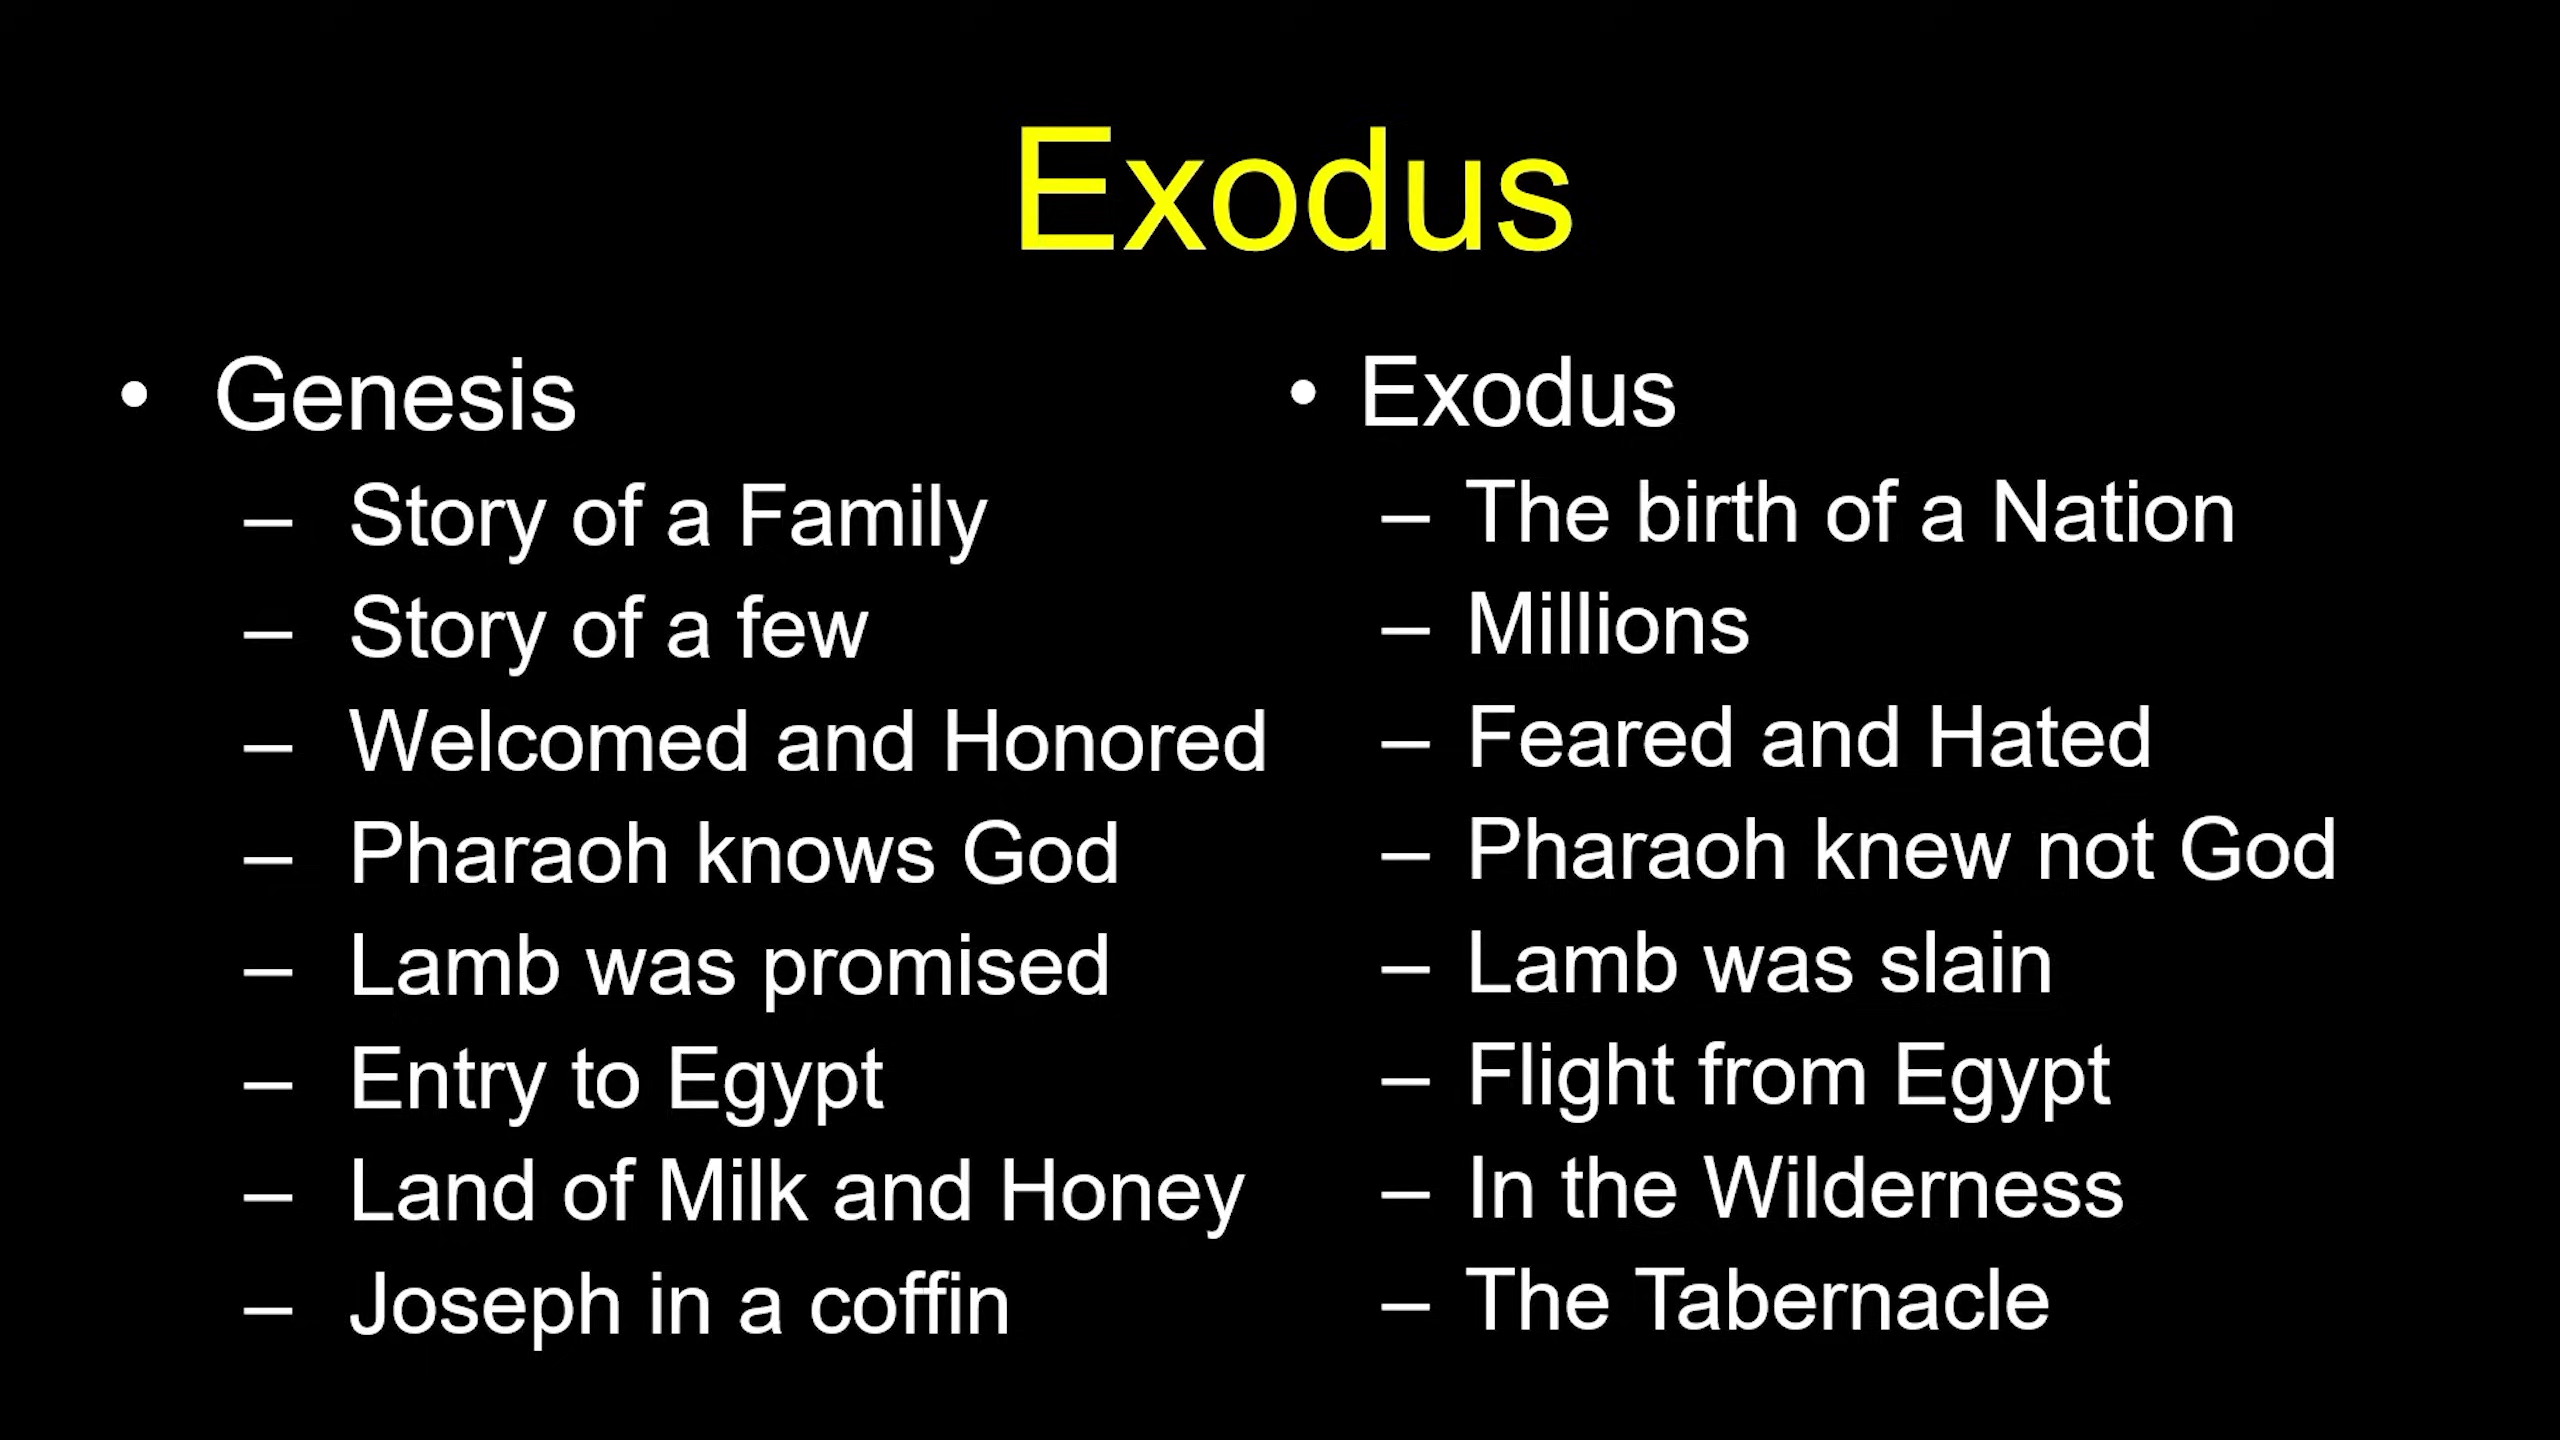 Exodus
• Genesis
– Story of a Family
– Story of a few
– Welcomed and Honored
– Pharaoh knows God
– Lamb was promised
– Entry to Egypt
– Land of Milk and Honey
– Joseph in a coffin
• Exodus
– The birth of a Nation
– Millions
– Feared and Hated
– Pharaoh knew not God
– Lamb was slain
– Flight from Egypt
– In the Wilderness
– The Tabernacle